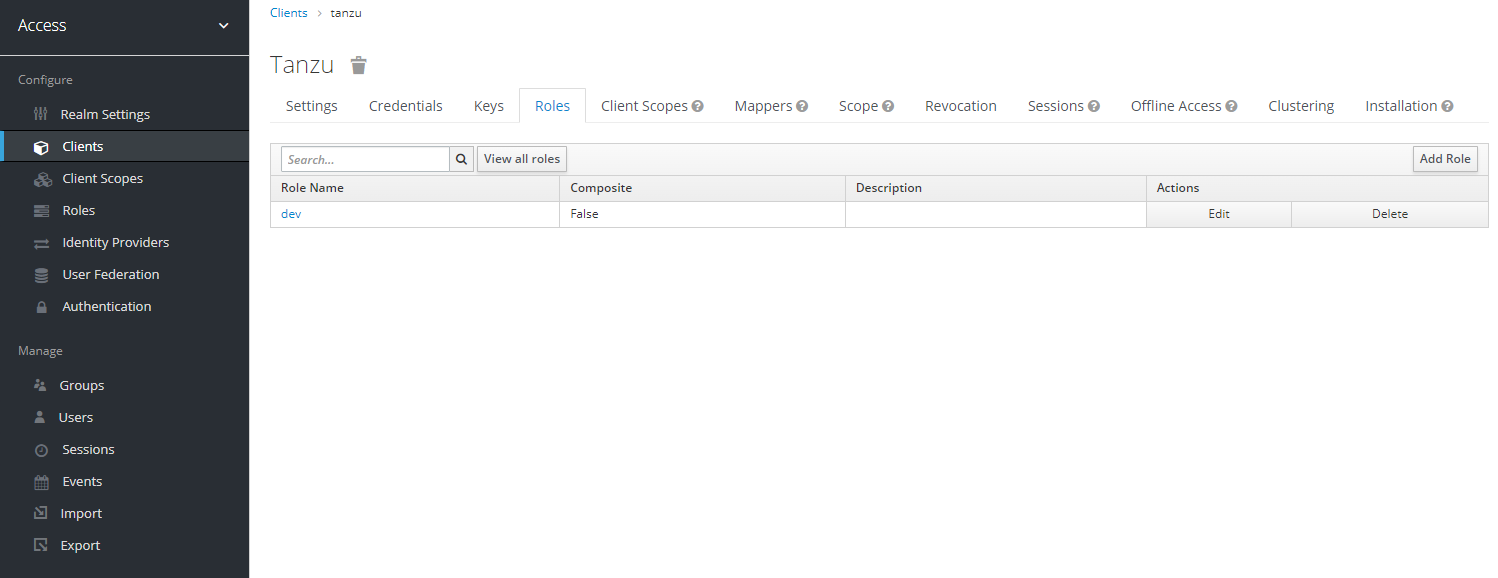 Access
Configure
Realm Settings
Clients
Client Scopes
Roles
Identity Providers
User Federation
Authentication
Manage
Groups
Users
Sessions
Events
Import
Export
Clients > tanzu
Tanzu
Settings Credentials Keys Roles Client Scopes ? Mappers ? Scope ? Revocation Sessions ? Offline Access ? Clustering Installation ?
Search... View all roles Add Role
Role Name Composite Description Actions
dev False Edit Delete